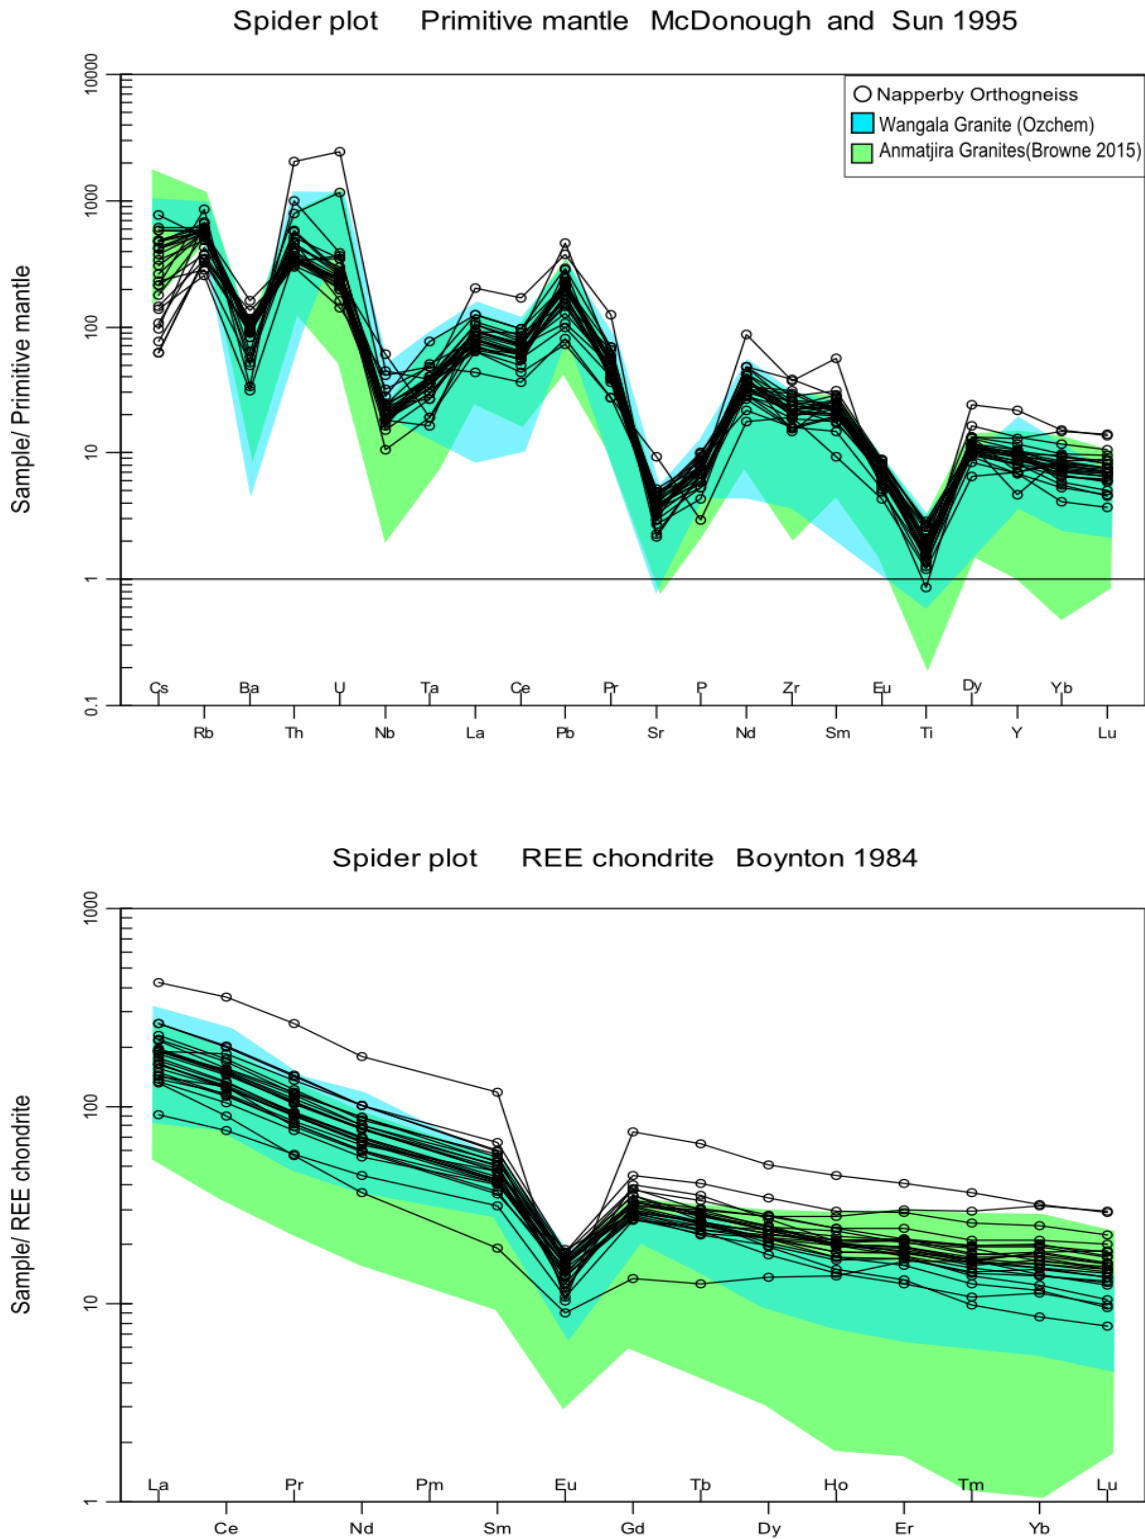 Spider plot Primitive mantle McDonough and Sun 1995
10000
1000
100
10
1
0.1
Sample/ Primitive mantle
Napperby Orthogneiss
Wangala Granite (Ozchem)
Anmatjira Granites(Browne 2015)
Cs Ba Th U Ta Ce Pr P Zr Eu Dy Yb
Rb Th Nb La Pb Sr Nd Sm Ti Y Lu
Spider plot REE chondrite Boynton 1984
1000
100
10
1
Sample/ REE chondrite
La Pr Pm Eu Tb Ho Tm Lu
Ce Nd Sm Gd Dy Er Yb